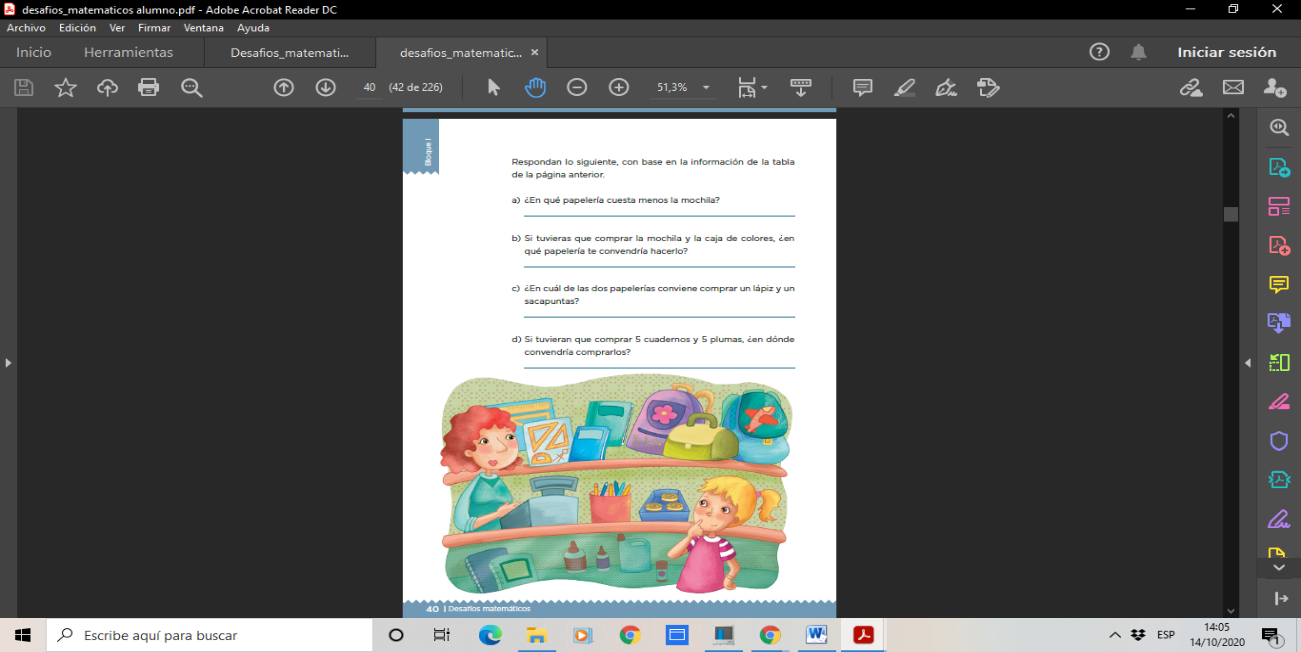 desafios_matematicos alumno.pdf - Adobe Acrobat Reader DC
Archivo Edición Ver Firmar Ventana Ayuda
Inicio Herramientas Desafios_matemati... desafios_matematic... × Iniciar sesión
40 (42 de 226) 51,3%
Bloque I
Respondan lo siguiente, con base en la información de la tabla
de la página anterior.
a) ¿En qué papelería cuesta menos la mochila?
b) Si tuvieras que comprar la mochila y la caja de colores, ¿en
qué papelería te convendría hacerlo?
c) ¿En cuál de las dos papelerías conviene comprar un lápiz y un
sacapuntas?
d) Si tuvieran que comprar 5 cuadernos y 5 plumas, ¿en dónde
convendría comprarlos?
40 | Desafíos matemáticos
Escribe aquí para buscar
ESP
14:05
14/10/2020
1